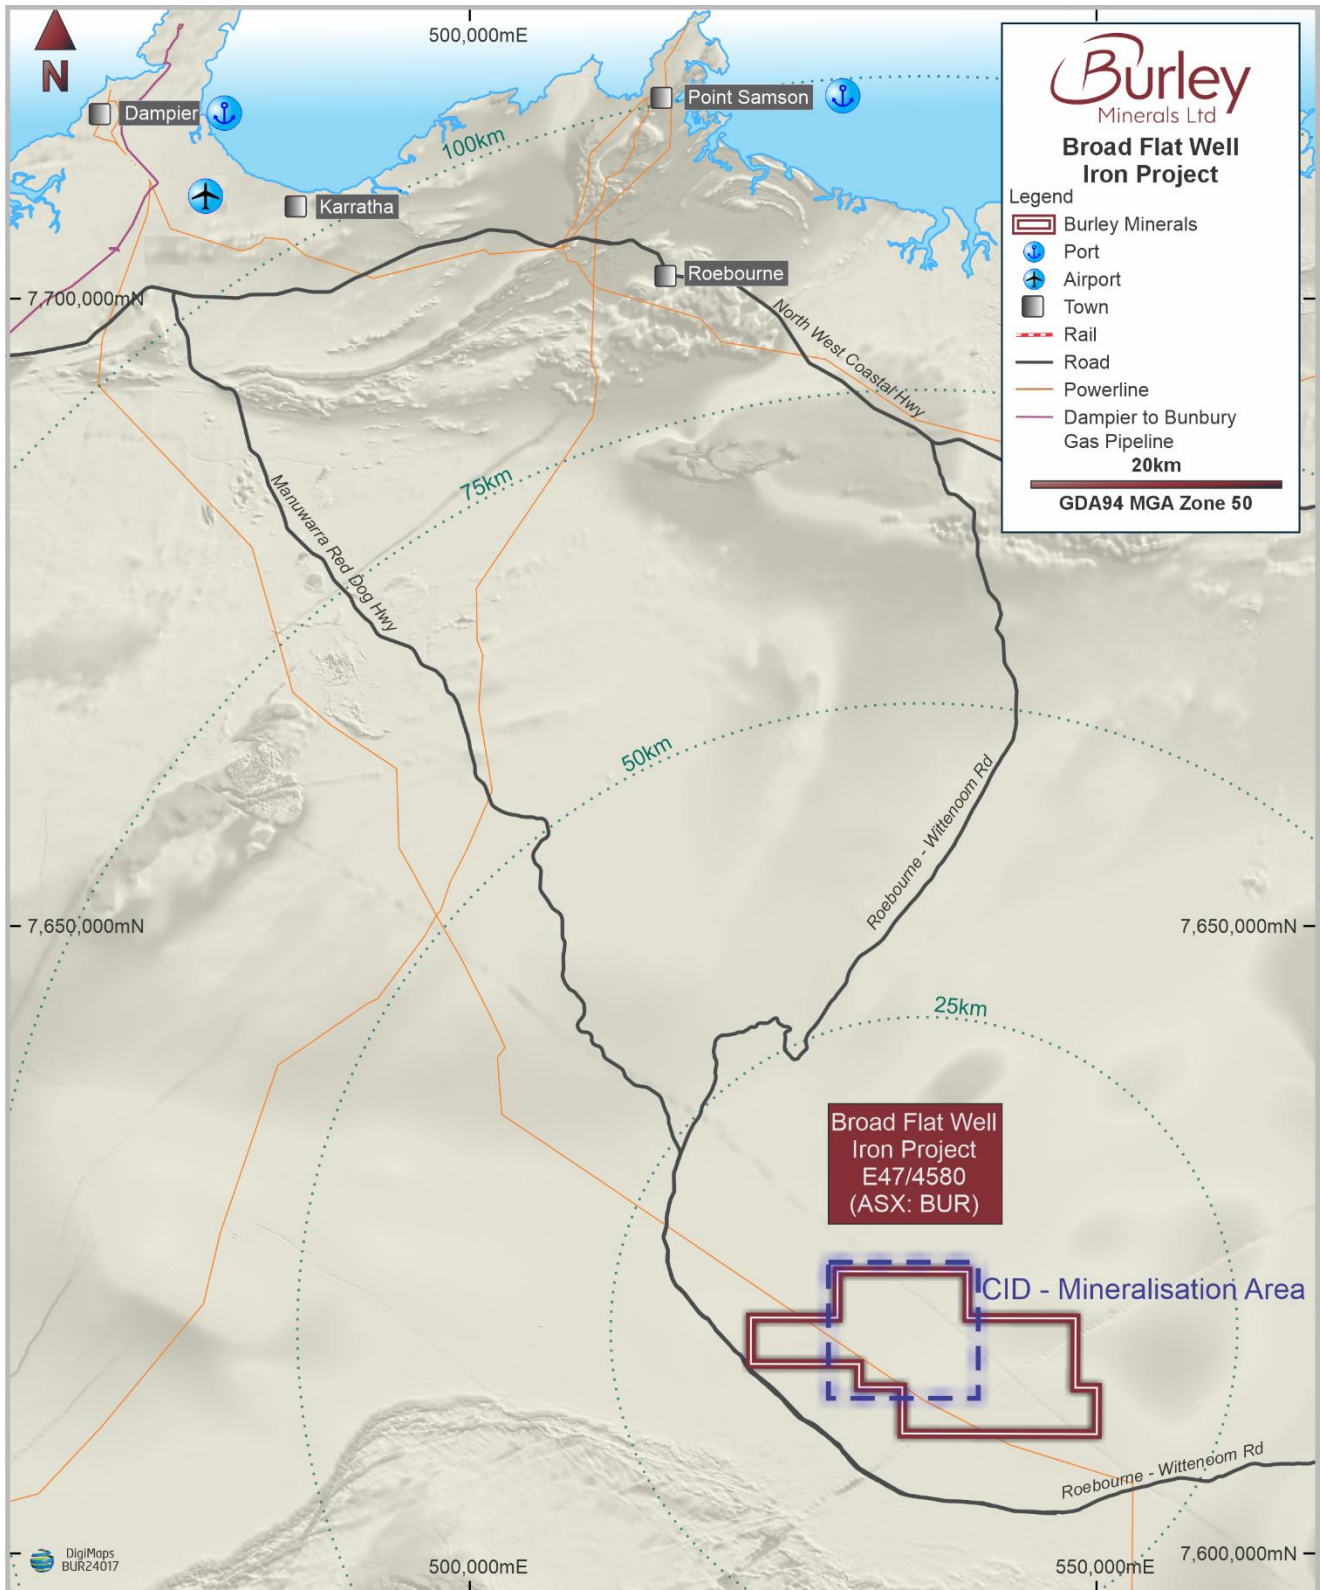 500,000mE
N
Burley
Minerals Ltd
Broad Flat Well
Iron Project
Legend
Burley Minerals
Port
Airport
Town
Rail
Road
Powerline
Dampier to Bunbury
Gas Pipeline
20km
GDA94 MGA Zone 50
Dampier
Point Samson
100km
Karratha
Roebourne
7,700,000mN
North West Coastal Hwy
75km
Manuwarra Red Dog Hwy
50km
Roebourne - Wittenoom Rd
7,650,000mN
7,650,000mN
25km
Broad Flat Well
Iron Project
E47/4580
(ASX: BUR)
CID - Mineralisation Area
Roebourne - Wittenoom Rd
DigiMaps
BUR24017
500,000mE
550,000mE
7,600,000mN